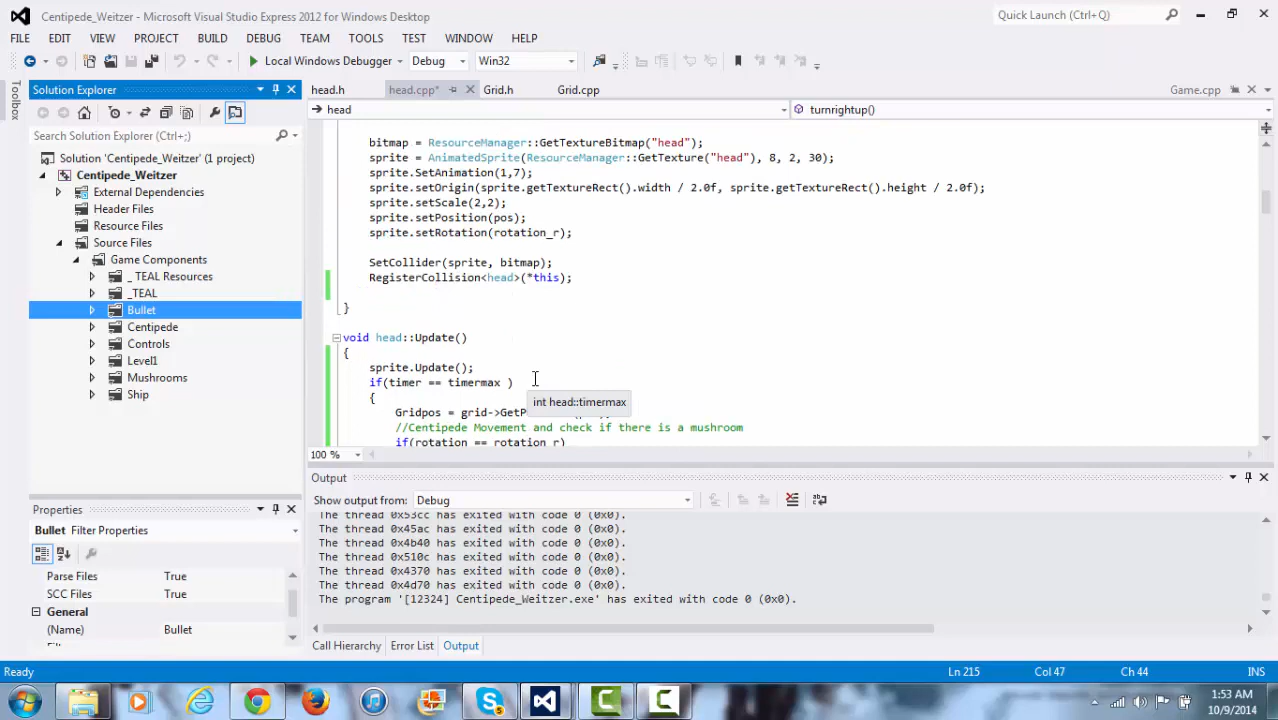 Centipede_Weitzer - Microsoft Visual Studio Express 2012 for Windows Desktop
Quick Launch (Ctrl+Q)
FILE EDIT VIEW PROJECT BUILD DEBUG TEAM TOOLS TEST WINDOW HELP
Local Windows Debugger Debug Win32
Toolbox
Solution Explorer
head.h head.cpp* Grid.h Grid.cpp Game.cpp
head turnrightup()
Search Solution Explorer (Ctrl+;)
Solution 'Centipede_Weitzer' (1 project)
Centipede_Weitzer
External Dependencies
Header Files
Resource Files
Source Files
Game Components
_ TEAL Resources
_TEAL
Bullet
Centipede
Controls
Level1
Mushrooms
Ship
bitmap = ResourceManager::GetTextureBitmap("head");
sprite = AnimatedSprite(ResourceManager::GetTexture("head"), 8, 2, 30);
sprite.SetAnimation(1,7);
sprite.setOrigin(sprite.getTextureRect().width / 2.0f, sprite.getTextureRect().height / 2.0f);
sprite.setScale(2,2);
sprite.setPosition(pos);
sprite.setRotation(rotation_r);
SetCollider(sprite, bitmap);
RegisterCollision<head>(*this);
}
void head::Update()
{
sprite.Update();
if(timer == timermax )
{
int head::timermax
Gridpos = grid->GetP
//Centipede Movement and check if there is a mushroom
if(rotation == rotation_r)
100 %
Output
Show output from: Debug
The thread 0x53cc has exited with code 0 (0x0).
The thread 0x45ac has exited with code 0 (0x0).
The thread 0x4b40 has exited with code 0 (0x0).
The thread 0x510c has exited with code 0 (0x0).
The thread 0x4370 has exited with code 0 (0x0).
The thread 0x4d70 has exited with code 0 (0x0).
The program '[12324] Centipede_Weitzer.exe' has exited with code 0 (0x0).
Call Hierarchy Error List Output
Properties
Bullet Filter Properties
Parse Files True
SCC Files True
General
(Name) Bullet
Ready
Ln 215 Col 47 Ch 44 INS
1:53 AM
10/9/2014